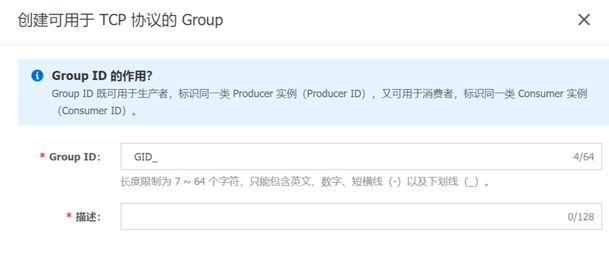 创建可用于 TCP 协议的 Group
Group ID 的作用?
Group ID 既可用于生产者，标识同一类 Producer 实例（Producer ID），又可用于消费者，标识同一类 Consumer 实例
（Consumer ID）。
* Group ID: GID_ 4/64
长度限制为 7 ~ 64 个字符，只能包含英文、数字、短横线（-）以及下划线（_）。
* 描述: 0/128